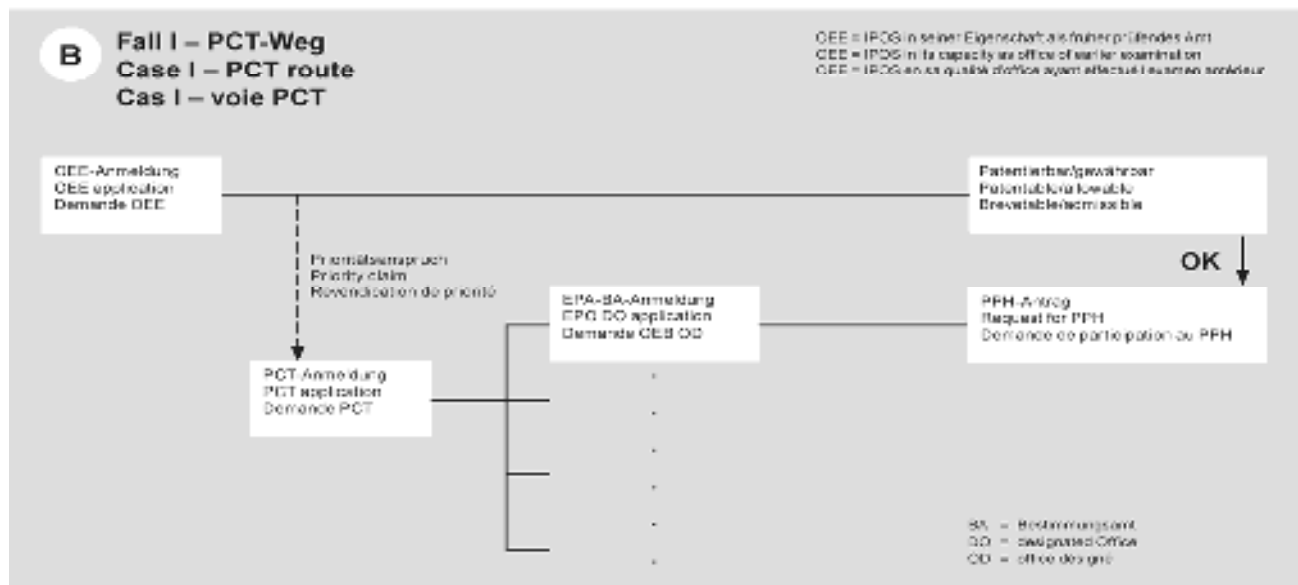 B
Fall I – PCT-Weg
Case I – PCT route
Cas I – voie PCT
OEE = IPOS in seiner Eigenschaft als früher prüfendes Amt
OEE = IPOS in its capacity as office of earlier examination
OEE = IPOS en sa qualité d'office ayant effectué l'examen antérieur
OEE-Anmeldung
OEE application
Demande OEE
Patentierbar/gewährbar
Patentable/allowable
Brevetable/admissible
Prioritätsanspruch
Priority claim
Revendication de priorité
OK
EPA-BA-Anmeldung
EPO DO application
Demande OEB OD
PPH-Antrag
Request for PPH
Demande de participation au PPH
PCT-Anmeldung
PCT application
Demande PCT
BA = Bestimmungsamt
DO = designated Office
OD = office désigné